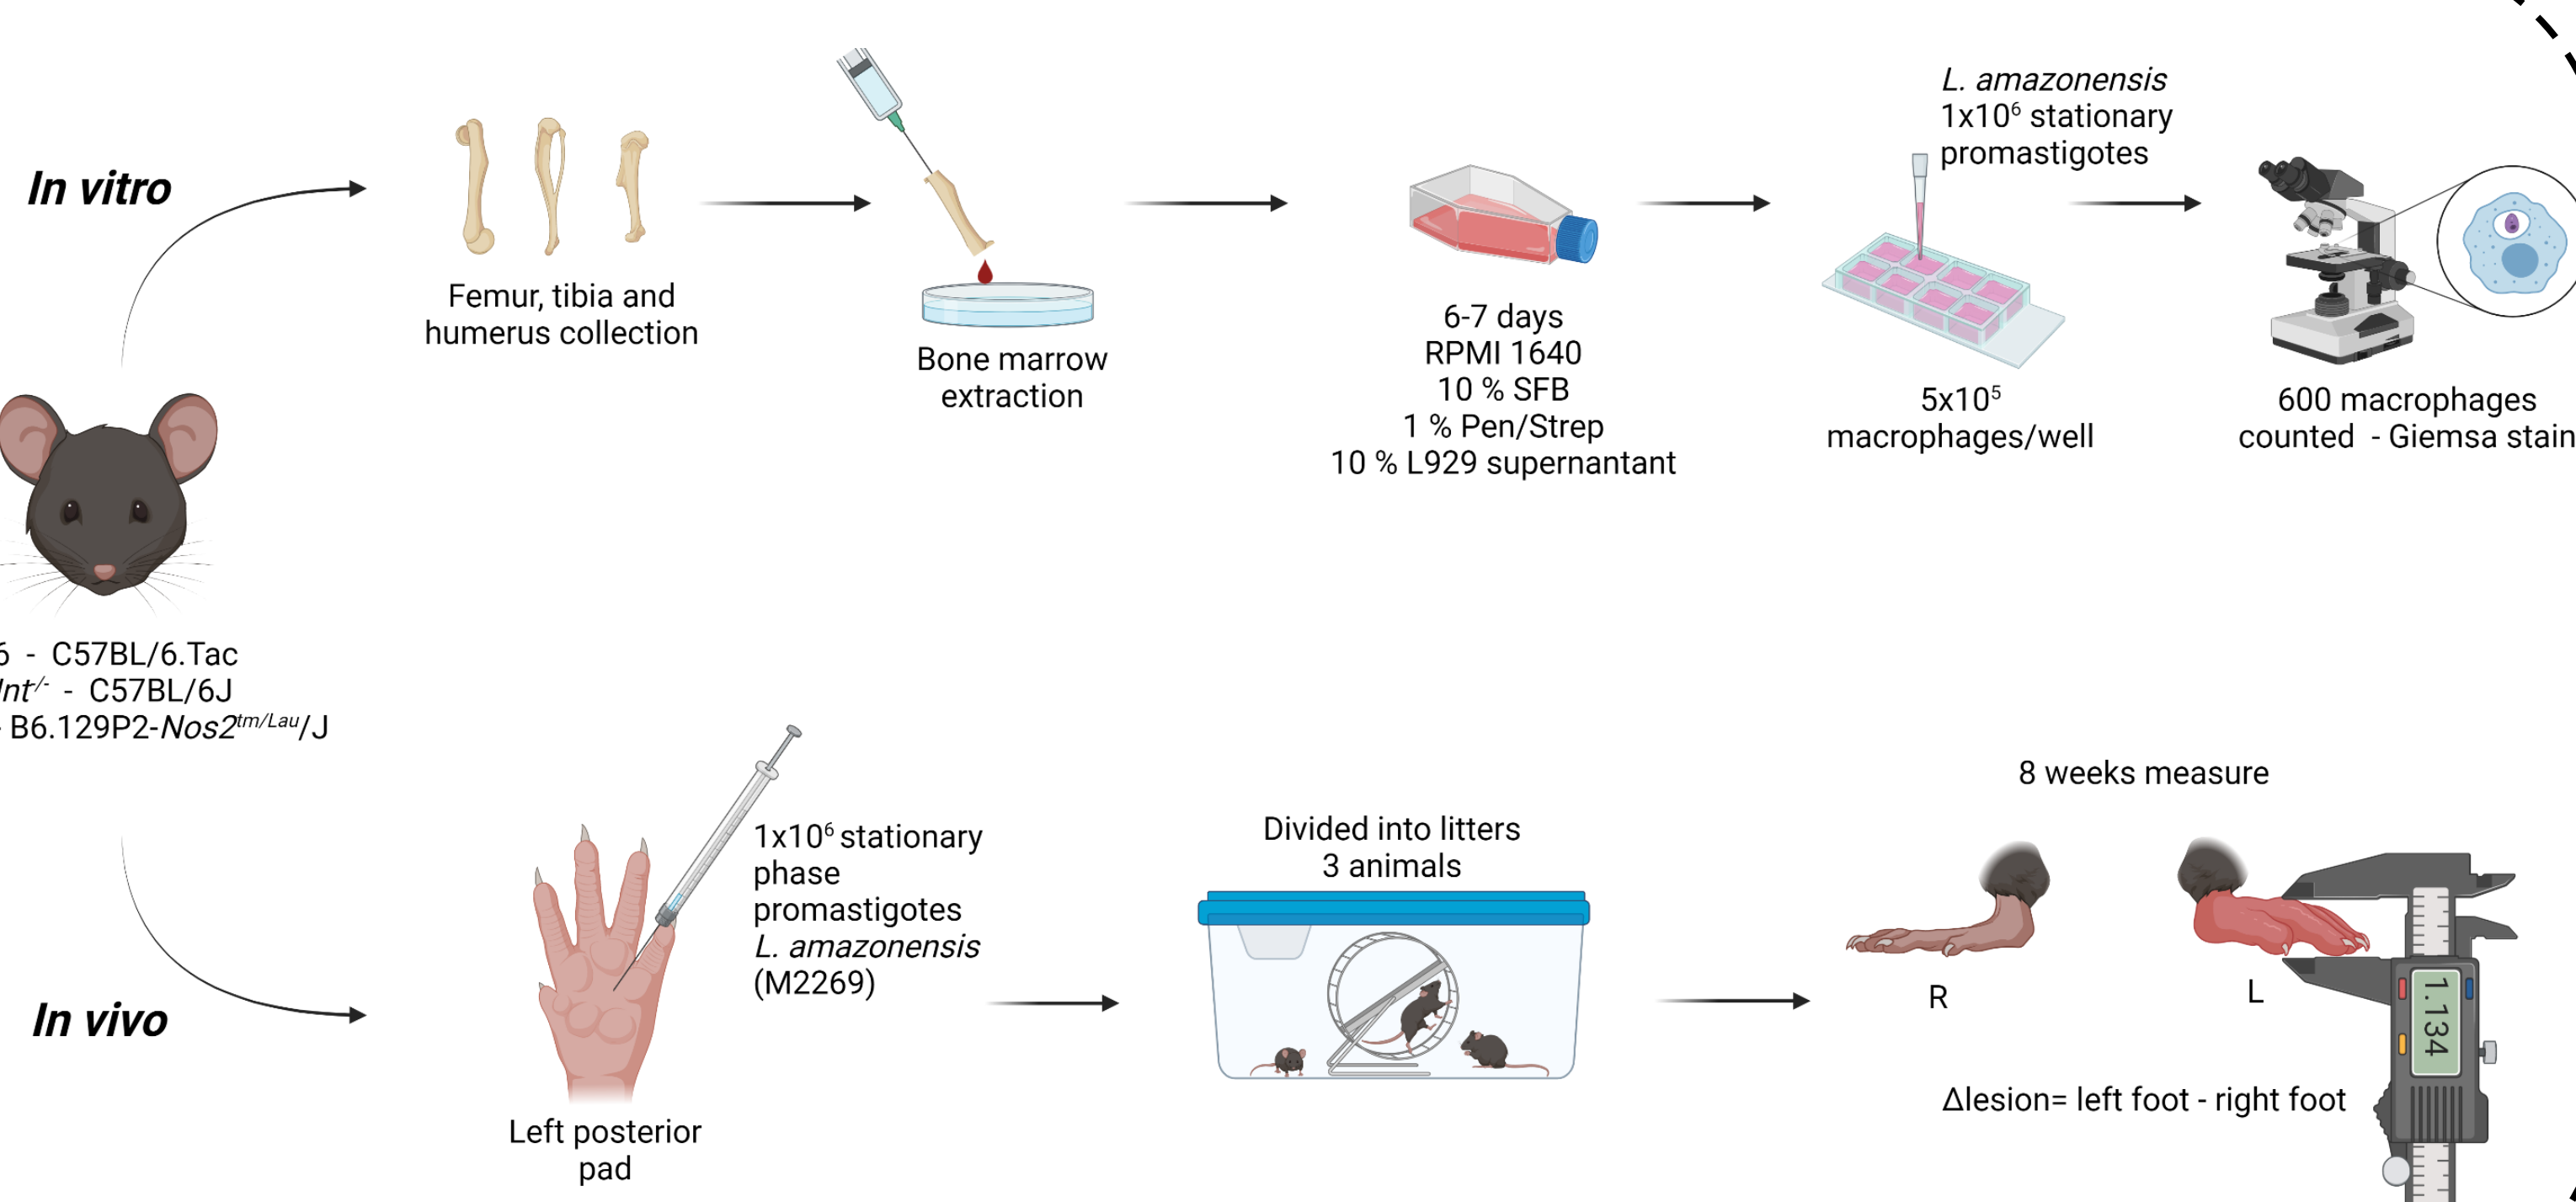 In vitro
Femur, tibia and
humerus collection
Bone marrow
extraction
6-7 days
RPMI 1640
10 % SFB
1 % Pen/Strep
10 % L929 supernantant
L. amazonensis
1x10⁶ stationary
promastigotes
5x10⁵
macrophages/well
600 macrophages
counted - Giemsa stain
6 - C57BL/6.Tac
Int⁻/⁻ - C57BL/6J
- B6.129P2-Nos2ᵗᵐ/ᴸᵃᵘ/J
In vivo
1x10⁶ stationary
phase
promastigotes
L. amazonensis
(M2269)
Left posterior
pad
Divided into litters
3 animals
8 weeks measure
R
L
1.134
Δlesion= left foot - right foot